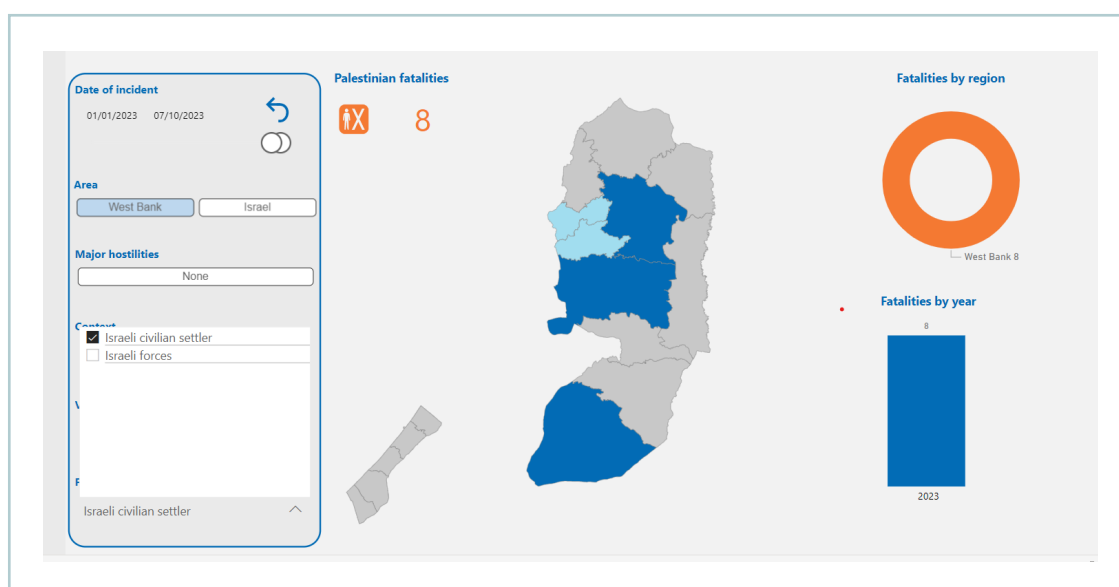 Date of incident
01/01/2023 07/10/2023
Area
West Bank Israel
Major hostilities
None
Context
Israeli civilian settler
Israeli forces
Israeli civilian settler
Palestinian fatalities
8
Fatalities by region
West Bank 8
Fatalities by year
8
2023